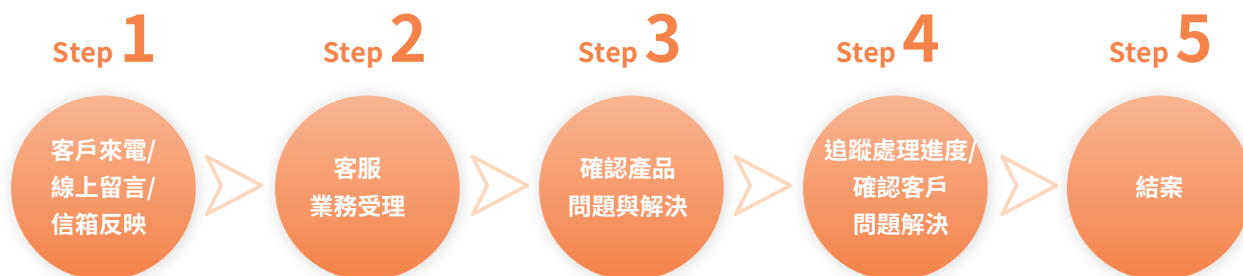 Step 1
Step 2
Step 3
Step 4
Step 5
客戶來電/
線上留言/
信箱反映
客服
業務受理
確認產品
問題與解決
追蹤處理進度/
確認客戶
問題解決
結案